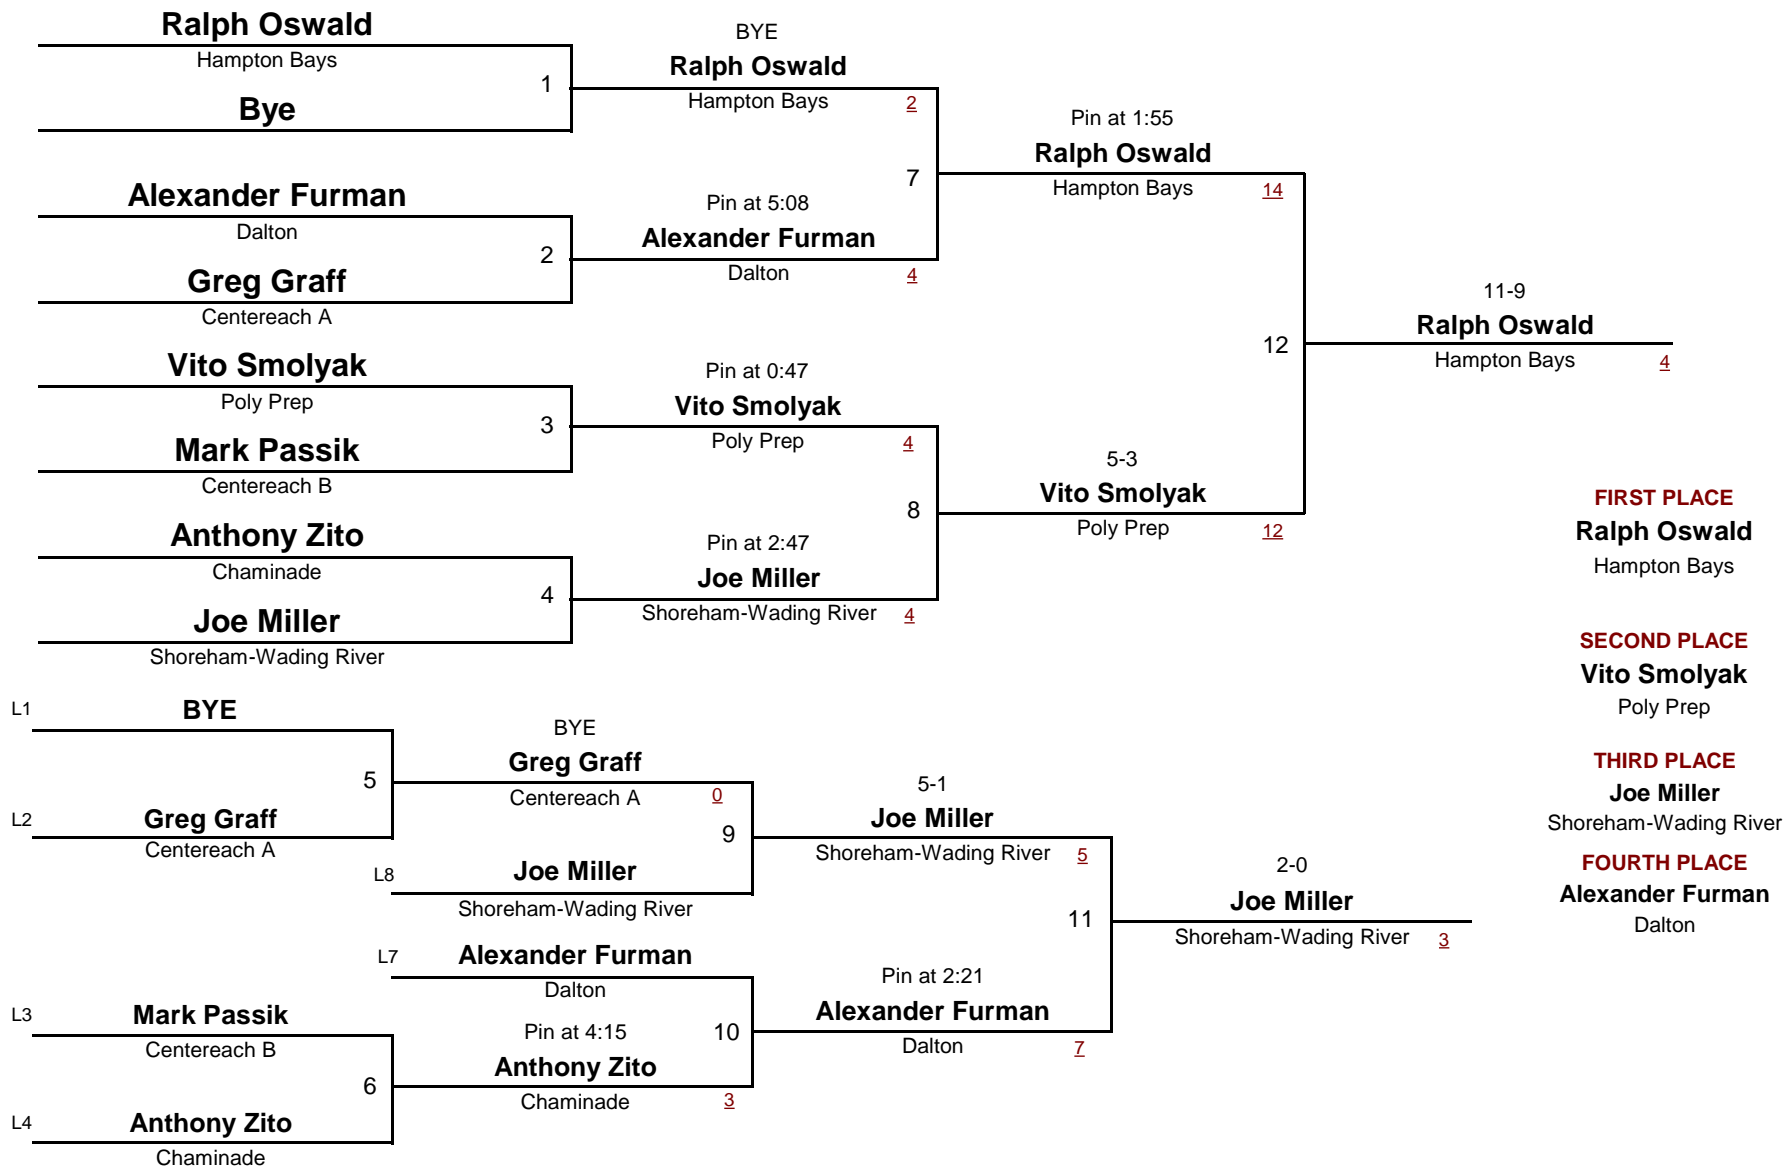 Ralph Oswald
Hampton Bays
1
Bye
BYE
Ralph Oswald
Hampton Bays
2
Alexander Furman
Dalton
2
Greg Graff
Centereach A
Pin at 5:08
Alexander Furman
Dalton
4
7
Pin at 1:55
Ralph Oswald
Hampton Bays
14
Vito Smolyak
Poly Prep
3
Mark Passik
Centereach B
Pin at 0:47
Vito Smolyak
Poly Prep
4
Anthony Zito
Chaminade
4
Joe Miller
Shoreham-Wading River
Pin at 2:47
Joe Miller
Shoreham-Wading River
4
8
5-3
Vito Smolyak
Poly Prep
12
12
11-9
Ralph Oswald
Hampton Bays
4
FIRST PLACE
Ralph Oswald
Hampton Bays
SECOND PLACE
Vito Smolyak
Poly Prep
THIRD PLACE
Joe Miller
Shoreham-Wading River
FOURTH PLACE
Alexander Furman
Dalton
L1
BYE
5
L2
Greg Graff
Centereach A
BYE
Greg Graff
Centereach A
0
9
L8
Joe Miller
Shoreham-Wading River
5-1
Joe Miller
Shoreham-Wading River
5
L7
Alexander Furman
Dalton
L3
Mark Passik
Centereach B
6
L4
Anthony Zito
Chaminade
Pin at 4:15
Anthony Zito
Chaminade
3
10
Pin at 2:21
Alexander Furman
Dalton
7
11
2-0
Joe Miller
Shoreham-Wading River
3